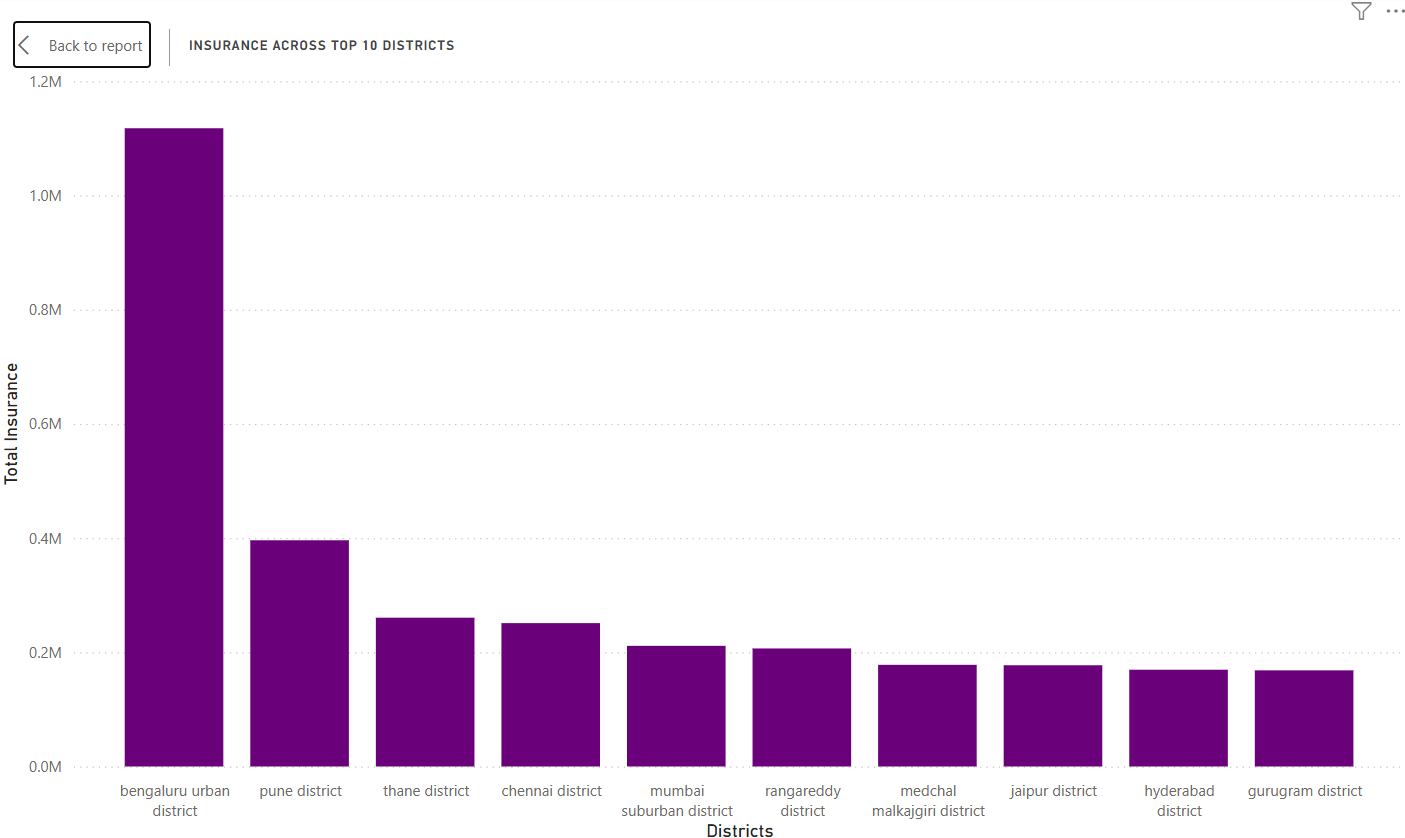 Back to report
INSURANCE ACROSS TOP 10 DISTRICTS
1.2M
1.0M
0.8M
0.6M
0.4M
0.2M
0.0M
Total Insurance
bengaluru urban
district
pune district
thane district
chennai district
mumbai
suburban district
rangareddy
district
medchal
malkajgiri district
jaipur district
hyderabad
district
gurugram district
Districts